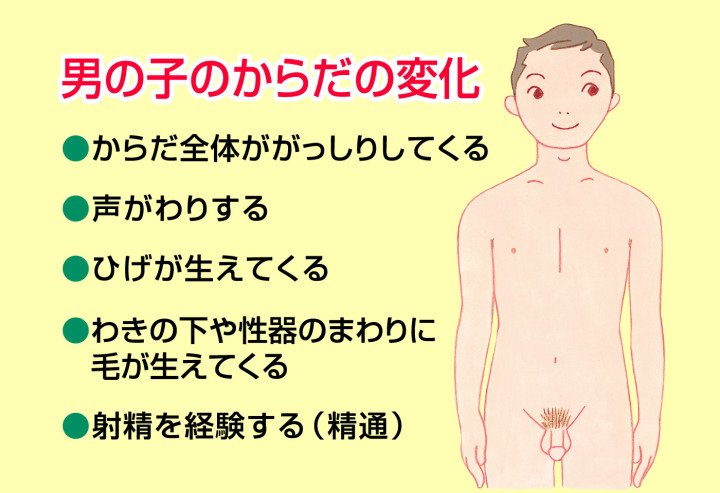 男の子のからだの変化
●からだ全体ががっしりしてくる
●声がわりする
●ひげが生えてくる
●わきの下や性器のまわりに
毛が生えてくる
●射精を経験する（精通）